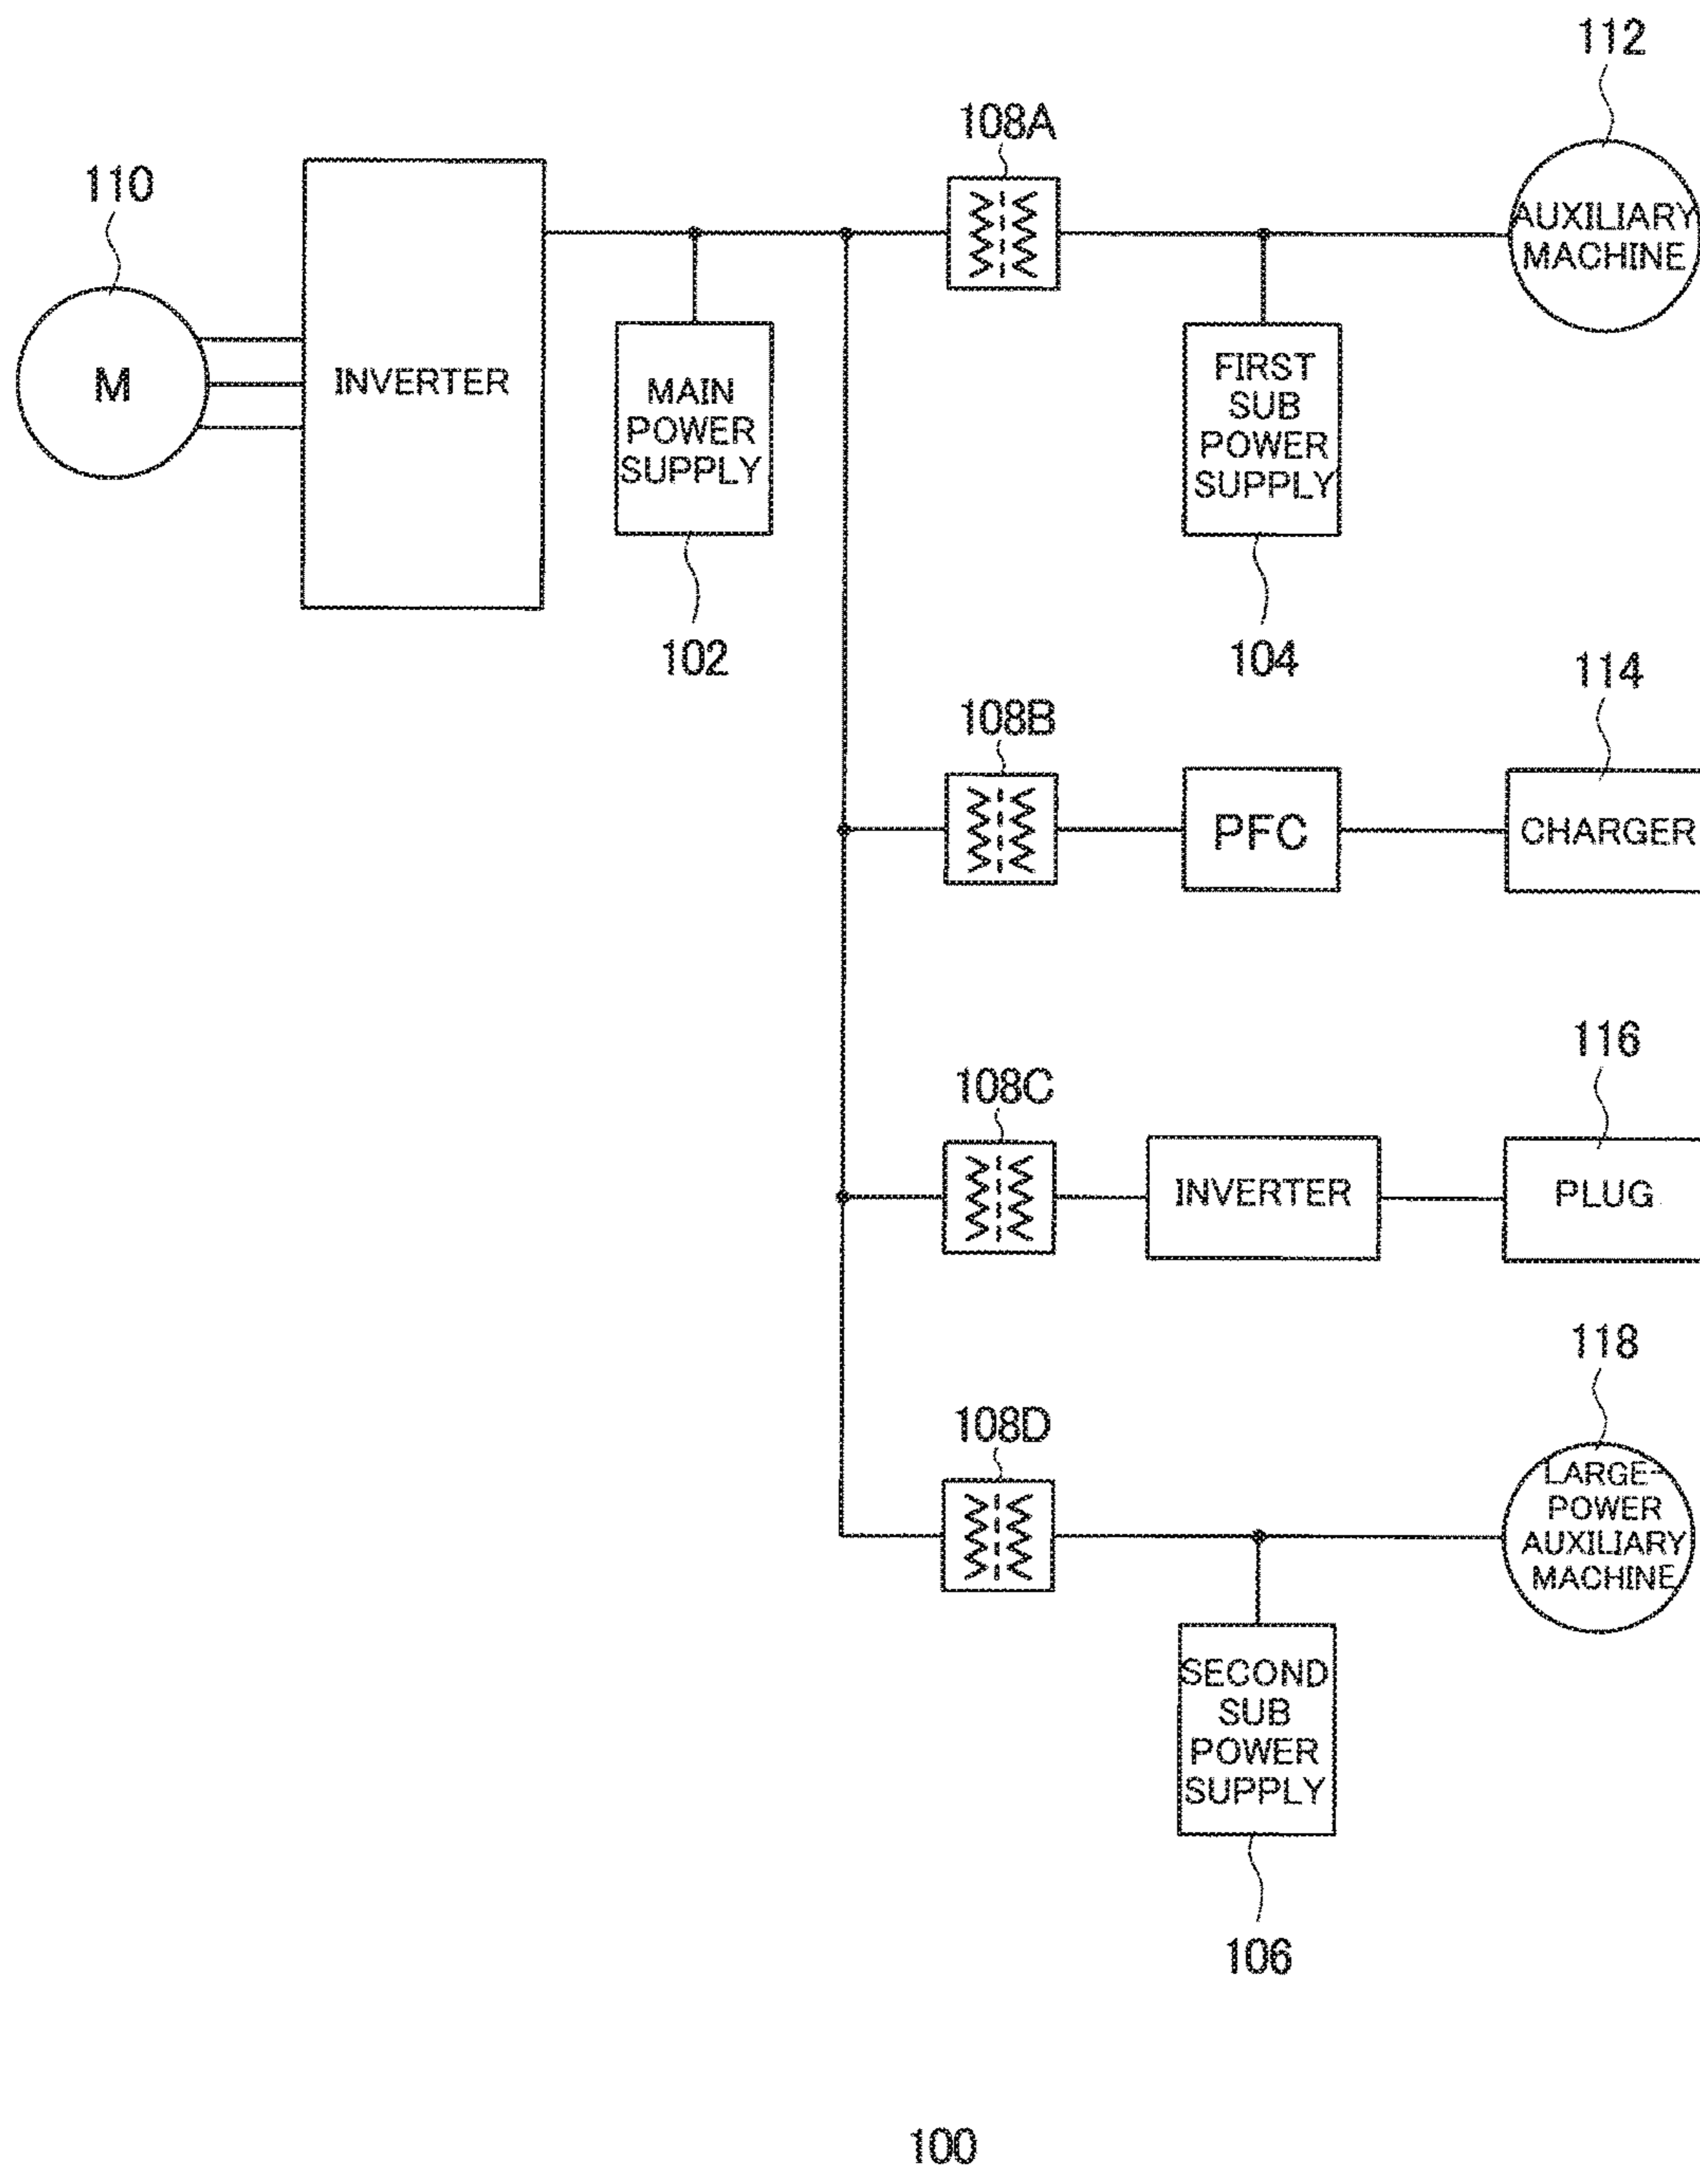 112
108A
110
AUXILIARY
MACHINE
M
INVERTER
MAIN
POWER
SUPPLY
FIRST
SUB
POWER
SUPPLY
102
104
114
108B
PFC
CHARGER
116
108C
INVERTER
PLUG
118
108D
LARGE-
POWER
AUXILIARY
MACHINE
SECOND
SUB
POWER
SUPPLY
106
100